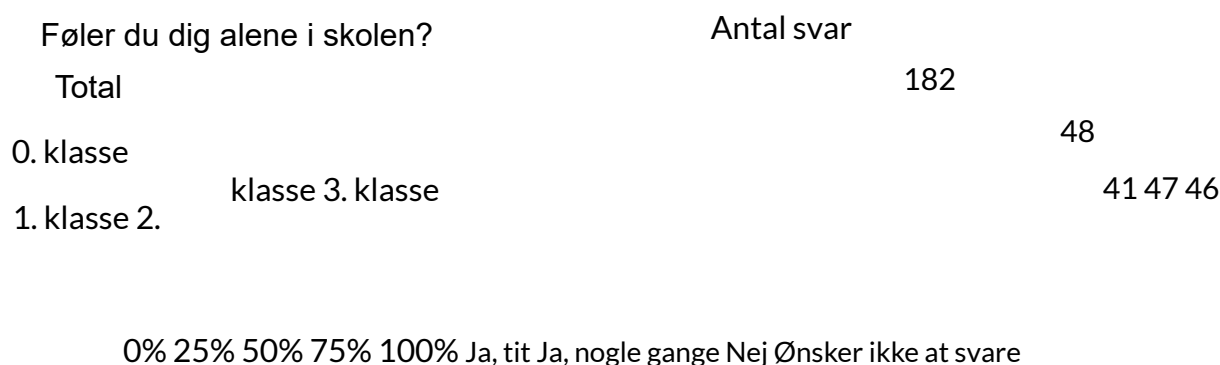 Føler du dig alene i skolen?
Antal svar
Total
182
0. klasse
48
1. klasse 2.
klasse 3. klasse
41 47 46
0% 25% 50% 75% 100% Ja, tit Ja, nogle gange Nej Ønsker ikke at svare